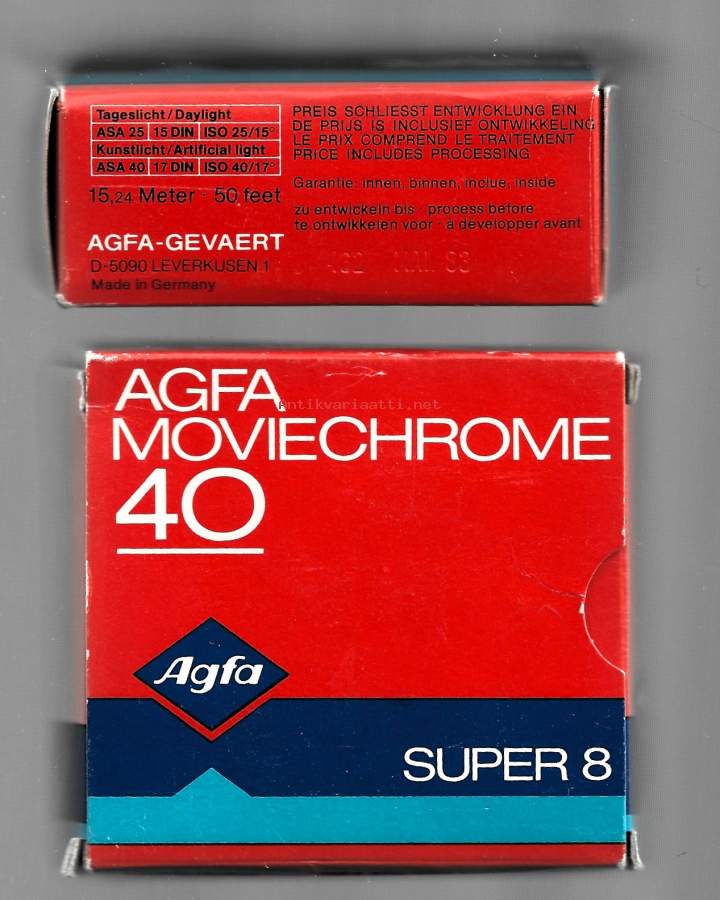 Tageslicht/Daylight
ASA 25 15 DIN ISO 25/15°
Kunstlicht/Artificial light
ASA 40 17 DIN ISO 40/17°
15,24 Meter · 50 feet
AGFA-GEVAERT
D-5090 LEVERKUSEN 1
Made in Germany
PREIS SCHLIESST ENTWICKLUNG EIN
DE PRIJS IS INCLUSIEF ONTWIKKELING
LE PRIX COMPREND LE TRAITEMENT
PRICE INCLUDES PROCESSING
Garantie: innen, binnen, inclue, inside
zu entwickeln bis · process before
te ontwikkelen voor · à développer avant
83
AGFA
Antikvariaatti.net
MOVIECHROME
40
Agfa
SUPER 8